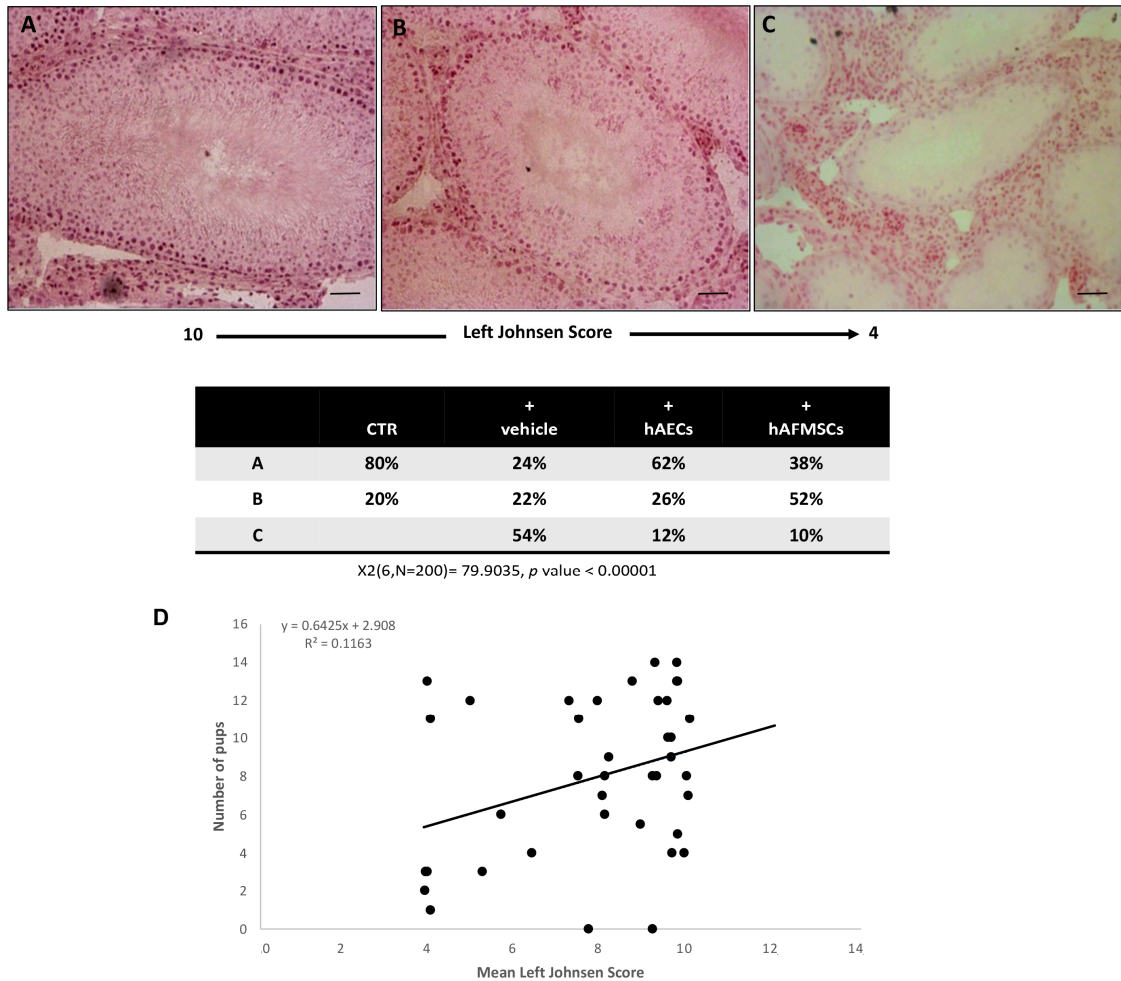 A
B
C
10 Left Johnsen Score 4
CTR + vehicle + hAECs + hAFMSCs
A 80% 24% 62% 38%
B 20% 22% 26% 52%
C 54% 12% 10%
X2(6,N=200)= 79.9035, p value < 0.00001
D
y = 0.6425x + 2.908
R² = 0.1163
Number of pups
16
14
12
10
8
6
4
2
0
.0 2 4 6 8 10 12 14
Mean Left Johnsen Score